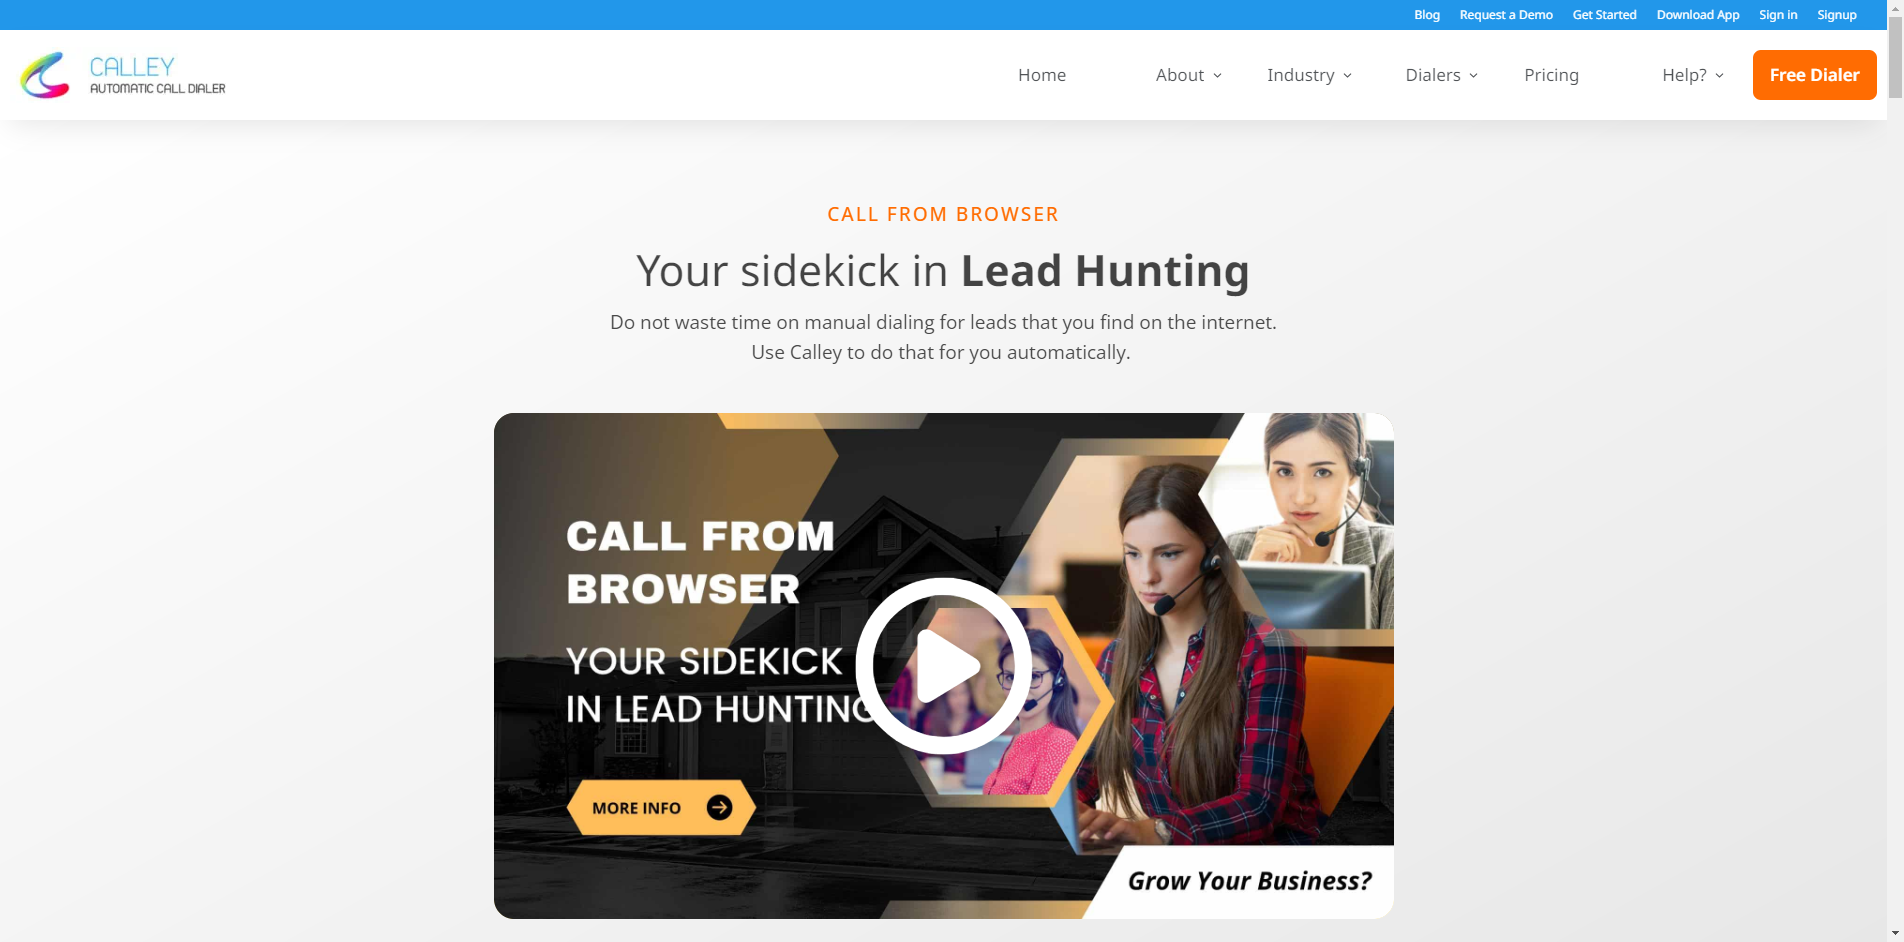 Blog Request a Demo Get Started Download App Sign in Signup
CALLEY
AUTOMATIC CALL DIALER
Home About Industry Dialers Pricing Help? Free Dialer
CALL FROM BROWSER
Your sidekick in Lead Hunting
Do not waste time on manual dialing for leads that you find on the internet.
Use Calley to do that for you automatically.
CALL FROM
BROWSER
YOUR SIDEKICK
IN LEAD HUNTING
MORE INFO
Grow Your Business?